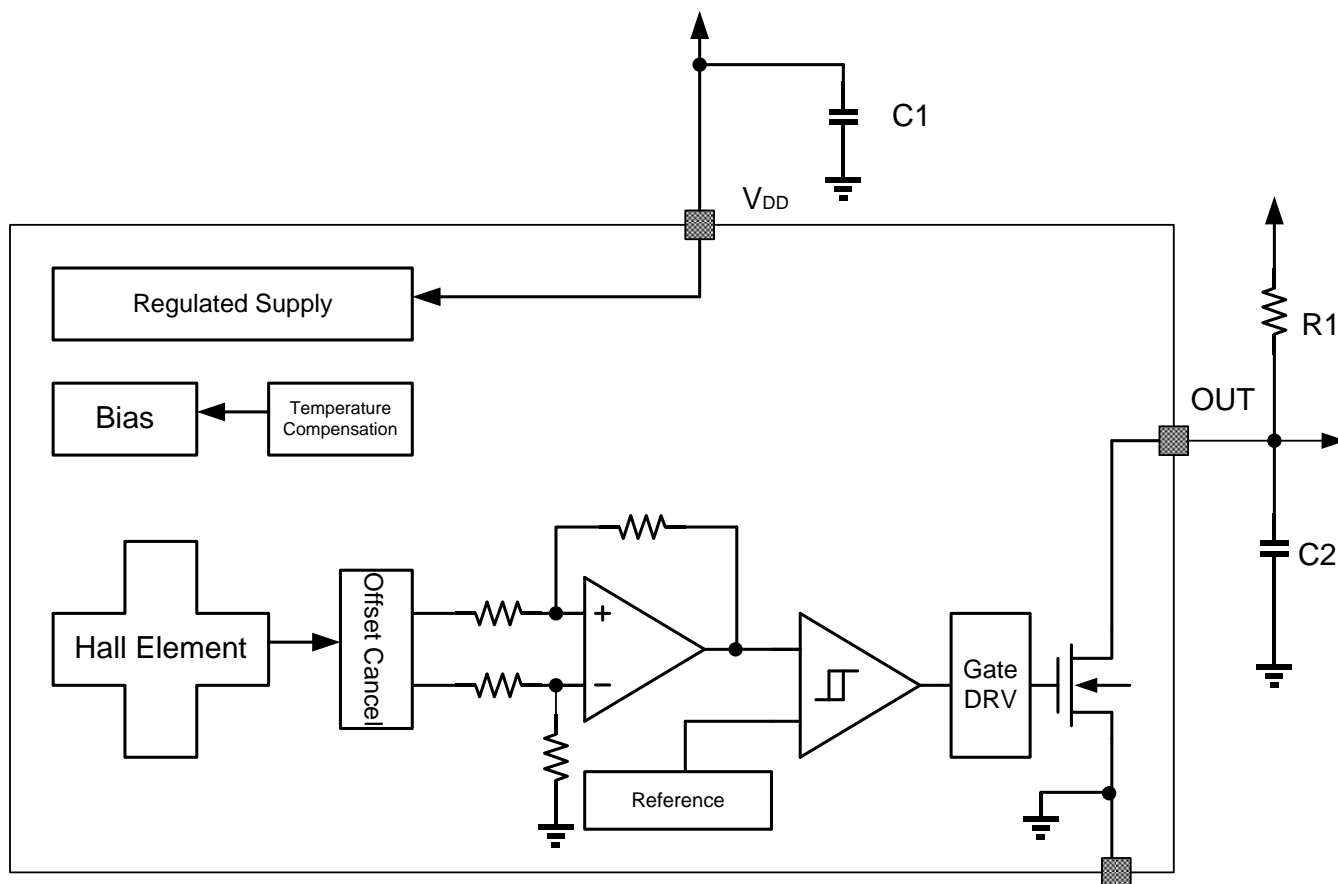 C1
VDD
Regulated Supply
R1
Bias
Temperature
Compensation
OUT
C2
Hall Element
Offset Cancel
+
−
Gate
DRV
Reference